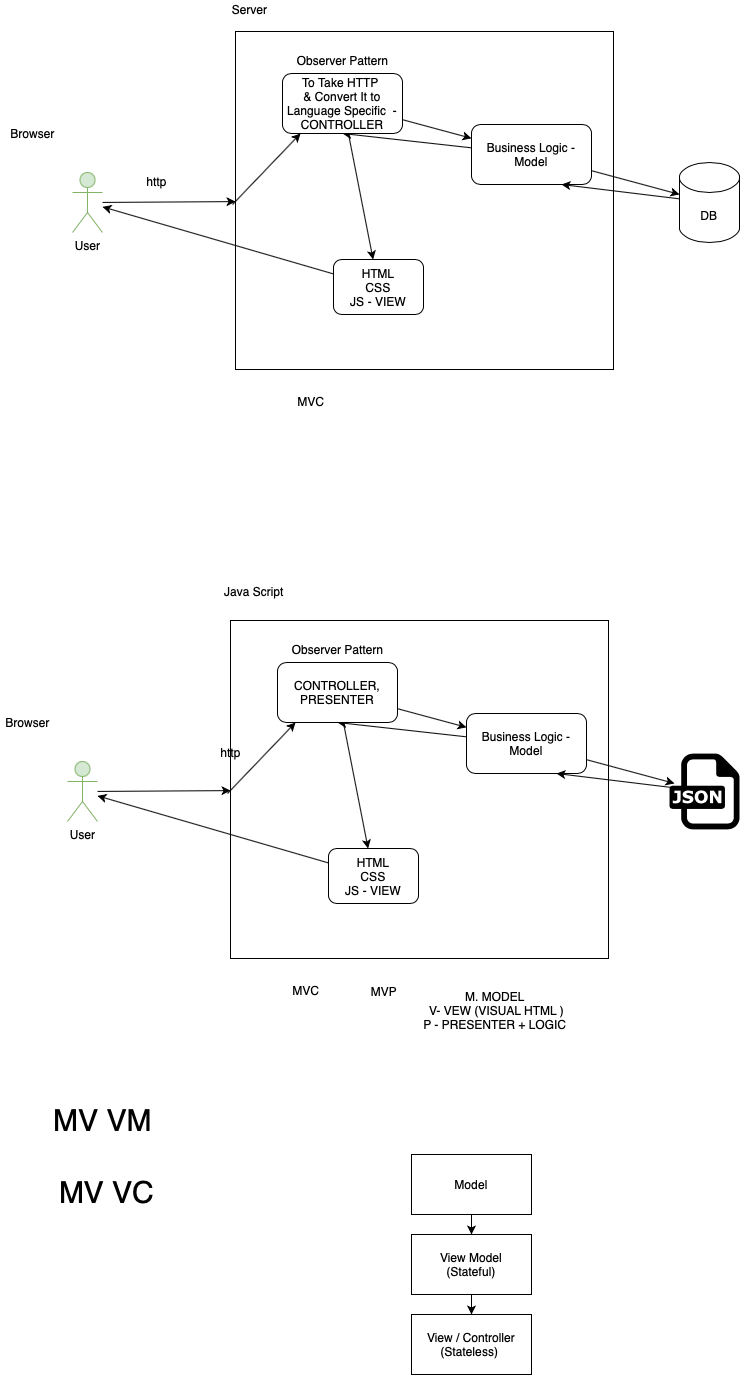 Server
Observer Pattern
To Take HTTP
& Convert It to
Language Specific -
CONTROLLER
Business Logic -
Model
Browser
http
DB
User
HTML
CSS
JS - VIEW
MVC
Java Script
Observer Pattern
CONTROLLER,
PRESENTER
Business Logic -
Model
Browser
http
JSON
User
HTML
CSS
JS - VIEW
MVC
MVP
M. MODEL
V- VEW (VISUAL HTML )
P - PRESENTER + LOGIC
MV VM
MV VC
Model
View Model
(Stateful)
View / Controller
(Stateless)